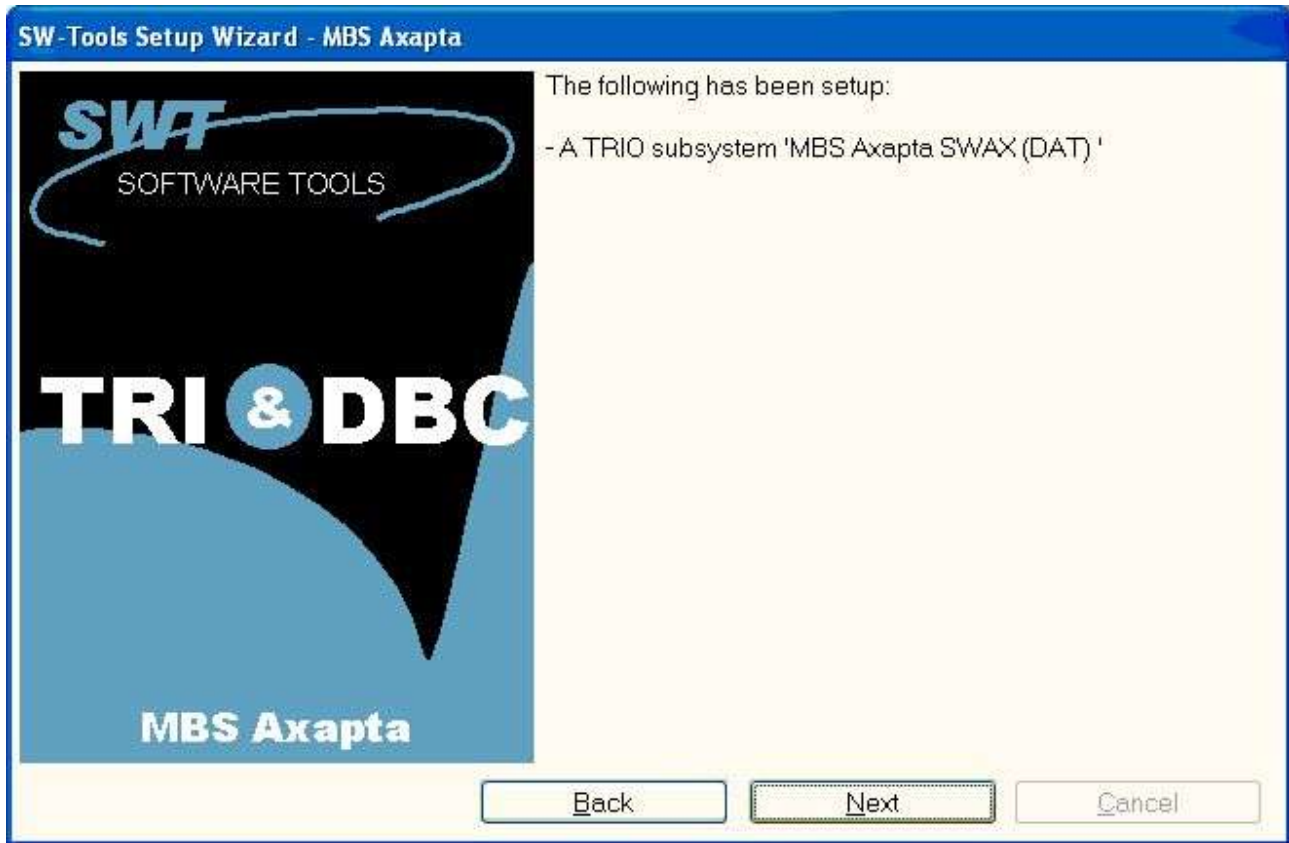 SW-Tools Setup Wizard - MBS Axapta
SWT
SOFTWARE TOOLS
TRI & DBC
MBS Axapta
The following has been setup:
- A TRIO subsystem 'MBS Axapta SWAX (DAT) '
Back
Next
Cancel